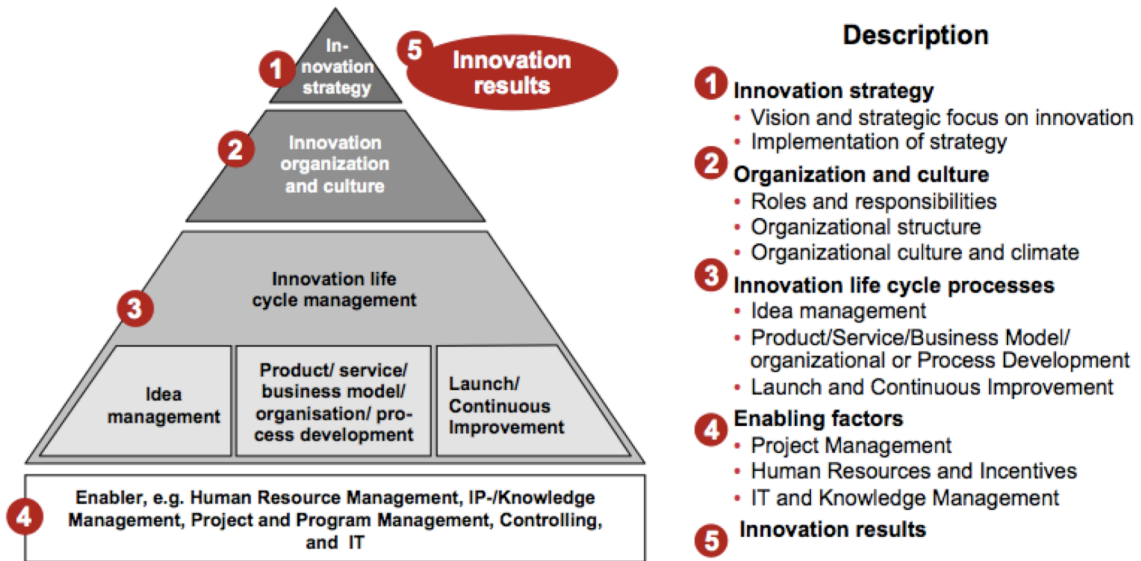 1
In-
novation
strategy
5
Innovation
results
2
Innovation
organization
and culture
3
Innovation life
cycle management
Idea
management
Product/ service/
business model/
organisation/ pro-
cess development
Launch/
Continuous
Improvement
4
Enabler, e.g. Human Resource Management, IP-/Knowledge
Management, Project and Program Management, Controlling,
and IT
Description
1 Innovation strategy
• Vision and strategic focus on innovation
• Implementation of strategy
2 Organization and culture
• Roles and responsibilities
• Organizational structure
• Organizational culture and climate
3 Innovation life cycle processes
• Idea management
• Product/Service/Business Model/
organizational or Process Development
• Launch and Continuous Improvement
4 Enabling factors
• Project Management
• Human Resources and Incentives
• IT and Knowledge Management
5 Innovation results